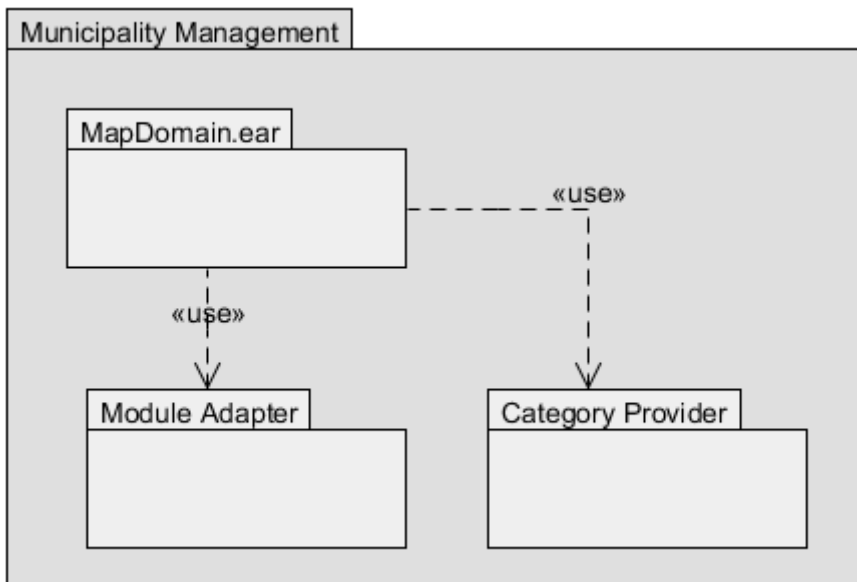 Municipality Management
MapDomain.ear
«use»
«use»
Module Adapter
Category Provider